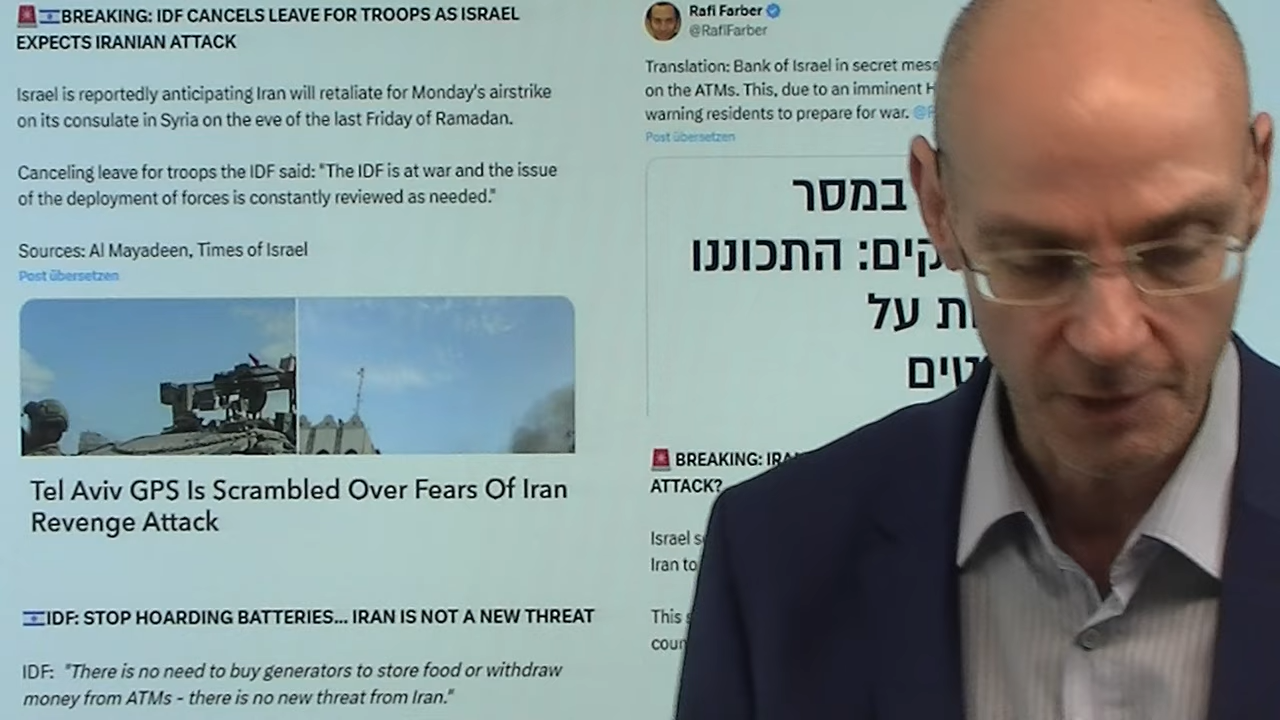 BREAKING: IDF CANCELS LEAVE FOR TROOPS AS ISRAEL
EXPECTS IRANIAN ATTACK
Israel is reportedly anticipating Iran will retaliate for Monday's airstrike
on its consulate in Syria on the eve of the last Friday of Ramadan.
Canceling leave for troops the IDF said: "The IDF is at war and the issue
of the deployment of forces is constantly reviewed as needed."
Sources: Al Mayadeen, Times of Israel
Post übersetzen
Tel Aviv GPS Is Scrambled Over Fears Of Iran
Revenge Attack
IDF: STOP HOARDING BATTERIES... IRAN IS NOT A NEW THREAT
IDF: "There is no need to buy generators to store food or withdraw
money from ATMs - there is no new threat from Iran."
Rafi Farber
@RafiFarber
Translation: Bank of Israel in secret
on the ATMs. This, due to an imminent
warning residents to prepare for war.
Post übersetzen
במסר
התכוננו
על
BREAKING:
ATTACK?
Israel
Iran to
This